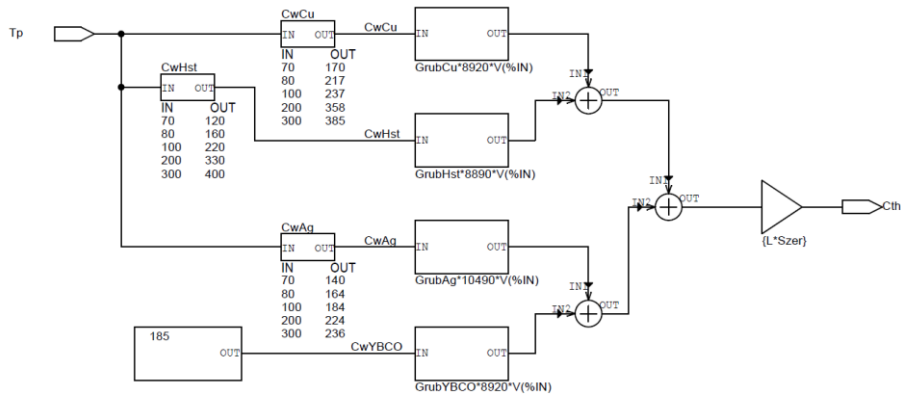 CwCu
Tp
IN OUT
CwCu
IN OUT
GrubCu*8920*V(%IN)
IN OUT
70 170
80 217
100 237
200 358
300 385
CwHst
IN OUT
IN OUT
70 120
80 160
100 220
200 330
300 400
IN1
IN2
OUT
CwHst
IN OUT
GrubHst*8890*V(%IN)
IN1
IN2
OUT
{L*Szer}
Cth
CwAg
IN OUT
CwAg
IN OUT
GrubAg*10490*V(%IN)
IN OUT
70 140
80 164
100 184
200 224
300 236
IN1
IN2
OUT
185
OUT
CwYBCO
IN OUT
GrubYBCO*8920*V(%IN)